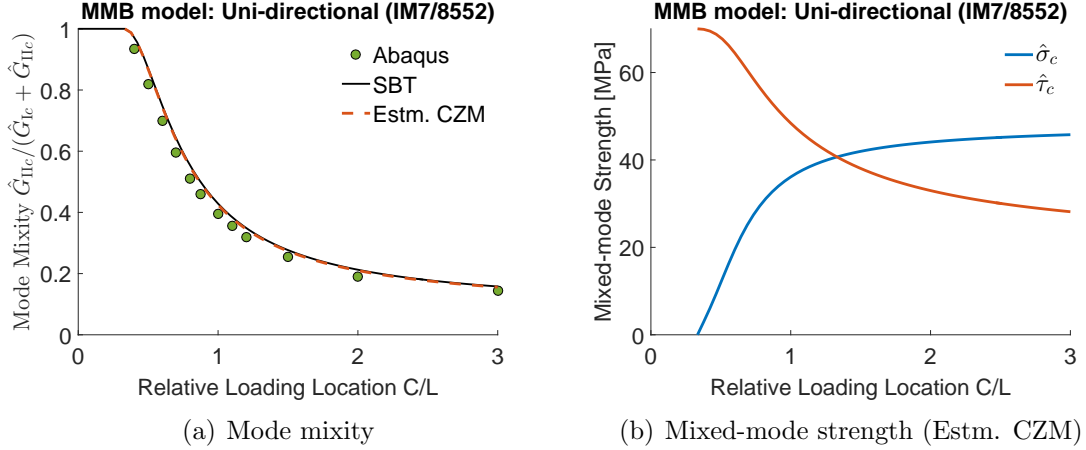 MMB model: Uni-directional (IM7/8552)
1
0.8
0.6
0.4
0.2
0
0
1
2
3
Mode Mixity Ĝ_IIc/(Ĝ_Ic + Ĝ_IIc)
Abaqus
SBT
Estm. CZM
Relative Loading Location C/L
(a) Mode mixity
MMB model: Uni-directional (IM7/8552)
60
40
20
0
0
1
2
3
Mixed-mode Strength [MPa]
σ̂_c
τ̂_c
Relative Loading Location C/L
(b) Mixed-mode strength (Estm. CZM)